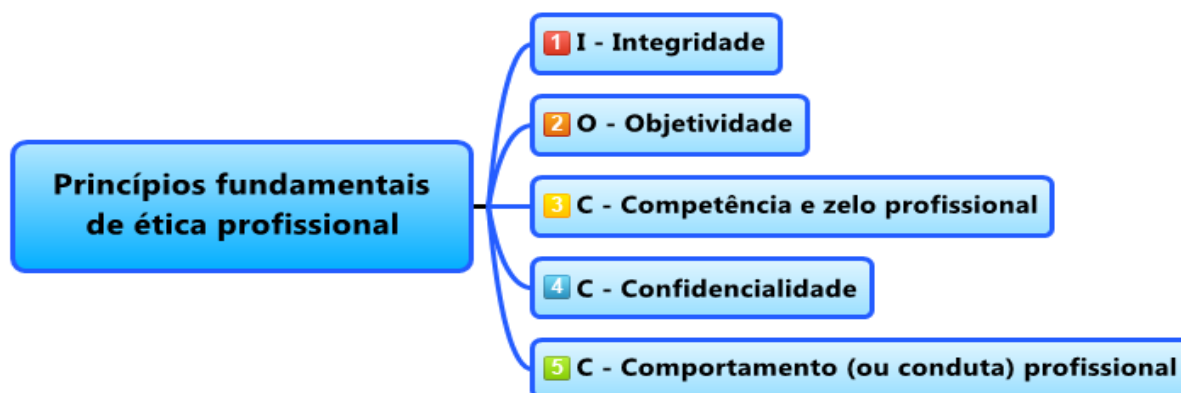 Princípios fundamentais
de ética profissional
1 I - Integridade
2 O - Objetividade
3 C - Competência e zelo profissional
4 C - Confidencialidade
5 C - Comportamento (ou conduta) profissional